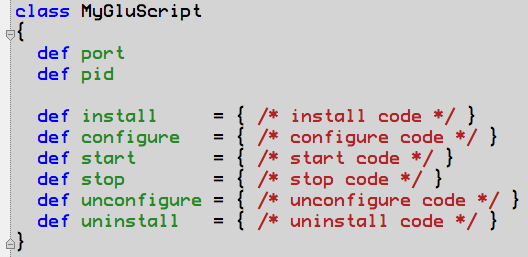 class MyGluScript
{
  def port
  def pid

  def install     = { /* install code */ }
  def configure   = { /* configure code */ }
  def start       = { /* start code */ }
  def stop        = { /* stop code */ }
  def unconfigure = { /* unconfigure code */ }
  def uninstall   = { /* uninstall code */ }
}